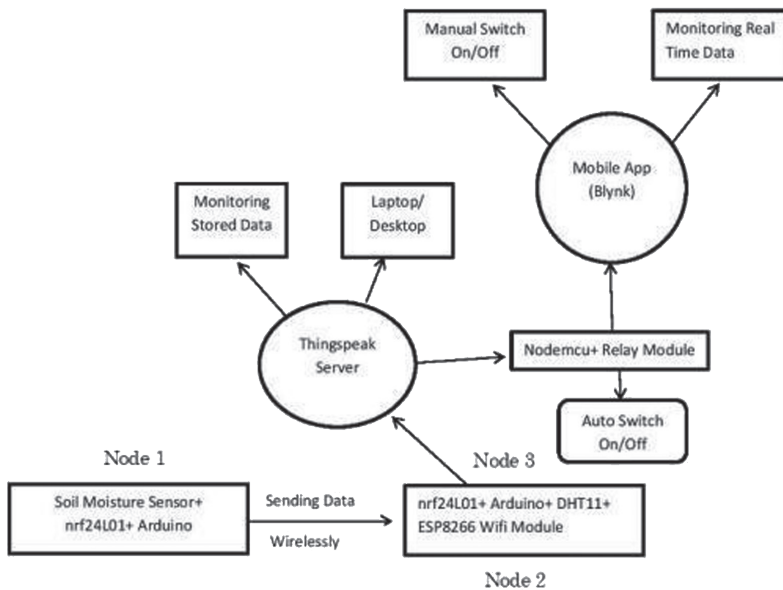 Manual Switch
On/Off
Monitoring Real
Time Data
Mobile App
(Blynk)
Monitoring
Stored Data
Laptop/
Desktop
Thingspeak
Server
Nodemcu+ Relay Module
Auto Switch
On/Off
Node 1
Node 3
Soil Moisture Sensor+
nrf24L01+ Arduino
Sending Data
Wirelessly
nrf24L01+ Arduino+ DHT11+
ESP8266 Wifi Module
Node 2